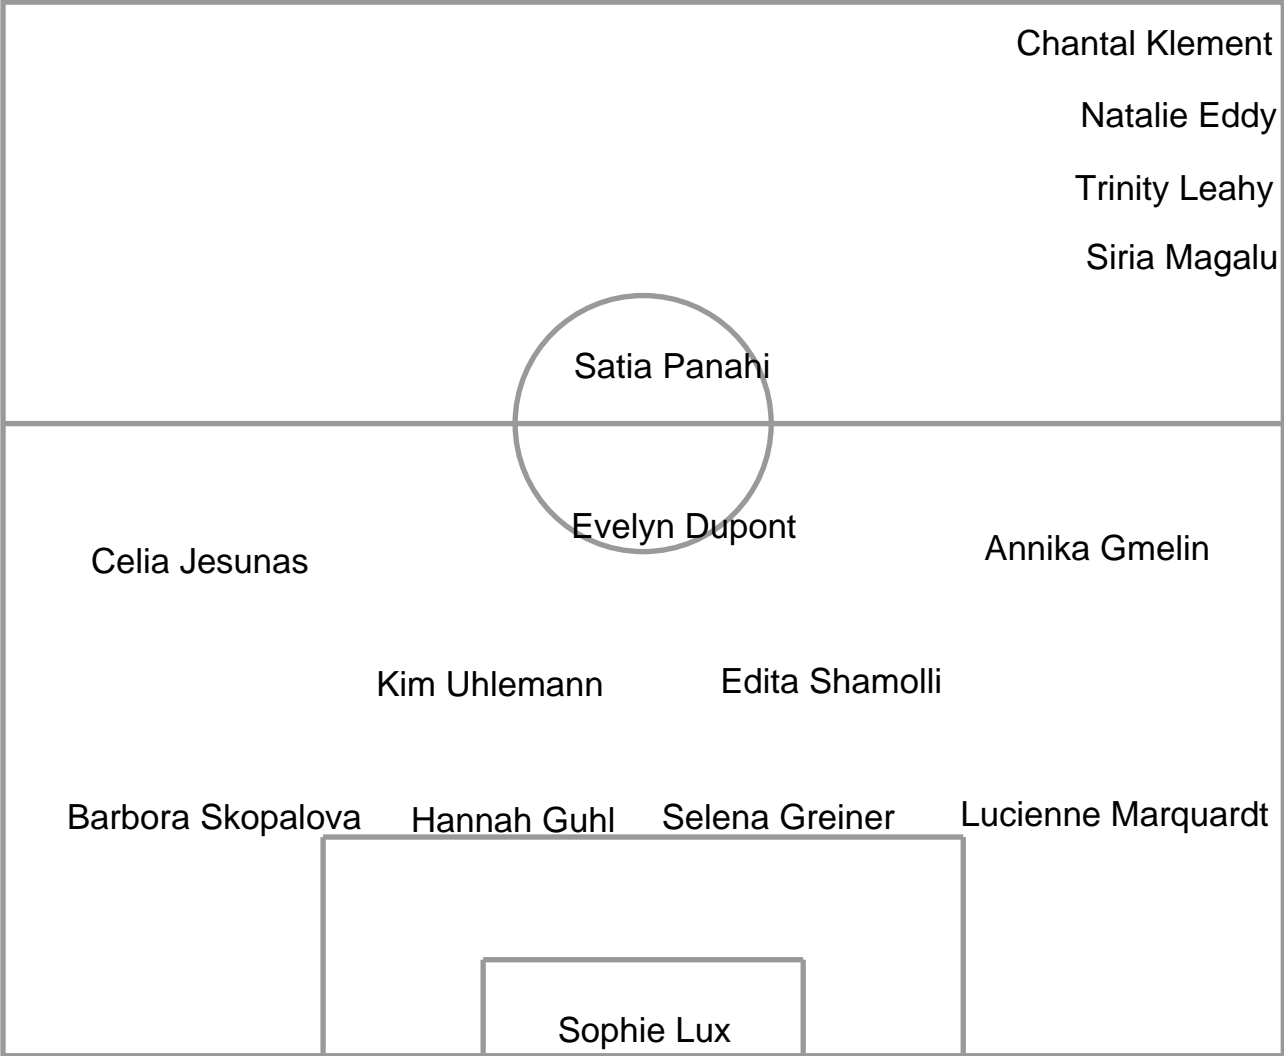 Chantal Klement
Natalie Eddy
Trinity Leahy
Siria Magalu
Satia Panahi
Evelyn Dupont
Celia Jesunas
Annika Gmelin
Kim Uhlemann
Edita Shamolli
Barbora Skopalova
Hannah Guhl
Selena Greiner
Lucienne Marquardt
Sophie Lux